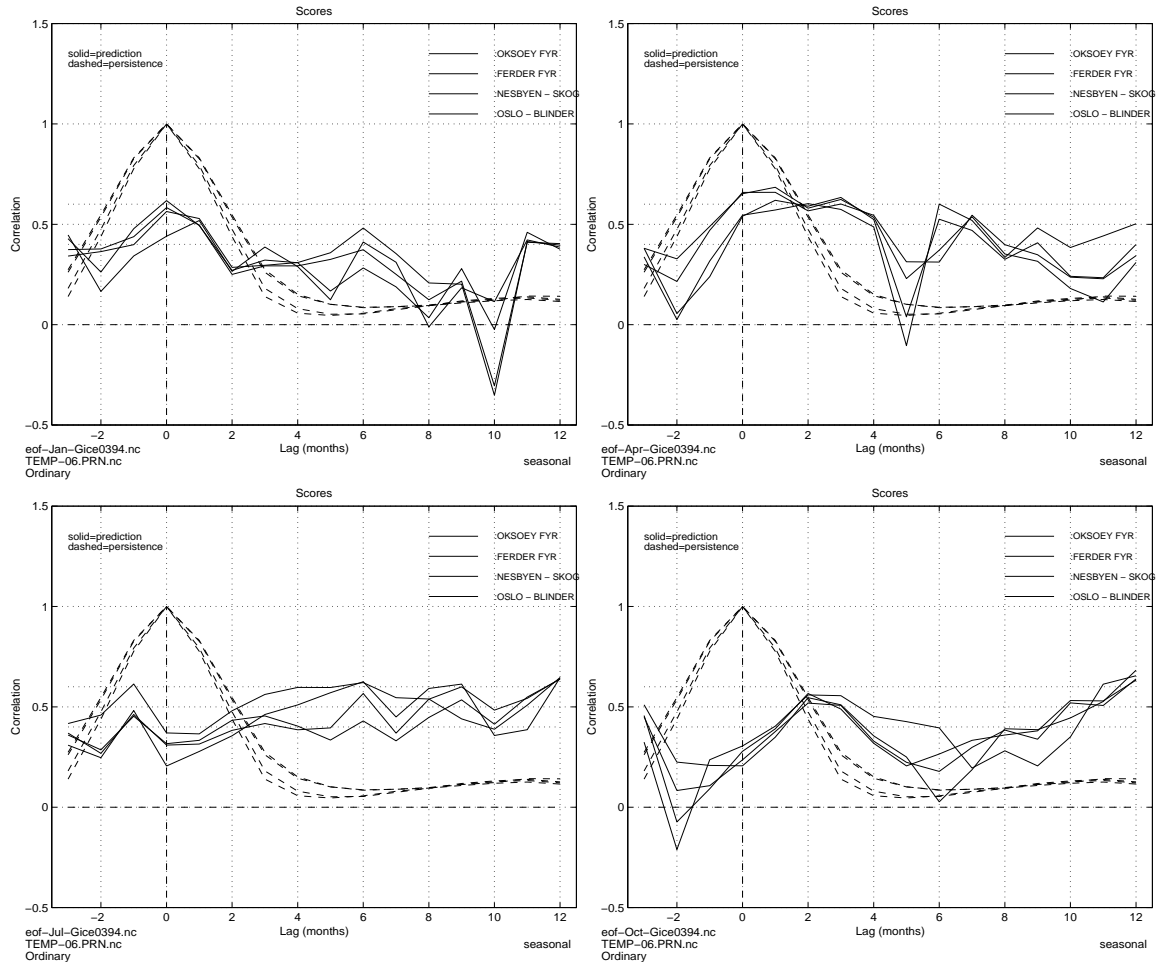 Scores
1.5
1
0.5
0
−0.5
Correlation
solid=prediction
dashed=persistence
OKSOEY FYR
FERDER FYR
NESBYEN − SKOG
OSLO − BLINDER
−2 0 2 4 6 8 10 12
Lag (months)
eof−Jan−Gice0394.nc
TEMP−06.PRN.nc
Ordinary
seasonal
Scores
1.5
1
0.5
0
−0.5
Correlation
solid=prediction
dashed=persistence
OKSOEY FYR
FERDER FYR
NESBYEN − SKOG
OSLO − BLINDER
−2 0 2 4 6 8 10 12
Lag (months)
eof−Apr−Gice0394.nc
TEMP−06.PRN.nc
Ordinary
seasonal
Scores
1.5
1
0.5
0
−0.5
Correlation
solid=prediction
dashed=persistence
OKSOEY FYR
FERDER FYR
NESBYEN − SKOG
OSLO − BLINDER
−2 0 2 4 6 8 10 12
Lag (months)
eof−Jul−Gice0394.nc
TEMP−06.PRN.nc
Ordinary
seasonal
Scores
1.5
1
0.5
0
−0.5
Correlation
solid=prediction
dashed=persistence
OKSOEY FYR
FERDER FYR
NESBYEN − SKOG
OSLO − BLINDER
−2 0 2 4 6 8 10 12
Lag (months)
eof−Oct−Gice0394.nc
TEMP−06.PRN.nc
Ordinary
seasonal